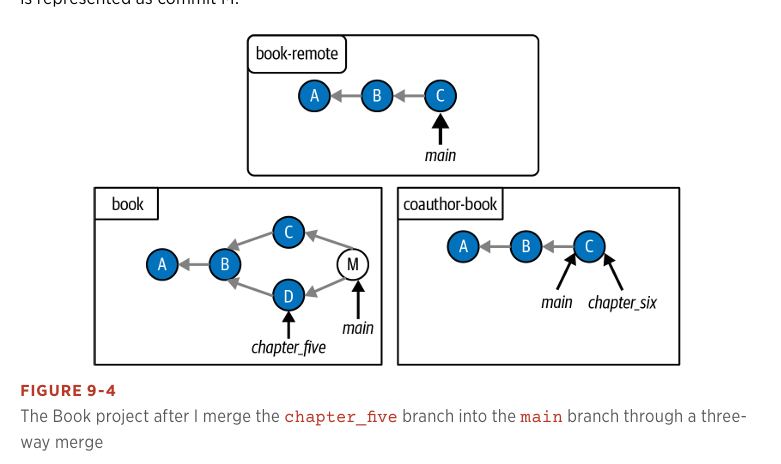 is represented as commit M.
book-remote
A
B
C
main
book
A
B
C
D
M
chapter_five
main
coauthor-book
A
B
C
main
chapter_six
FIGURE 9-4
The Book project after I merge the chapter_five branch into the main branch through a three-
way merge